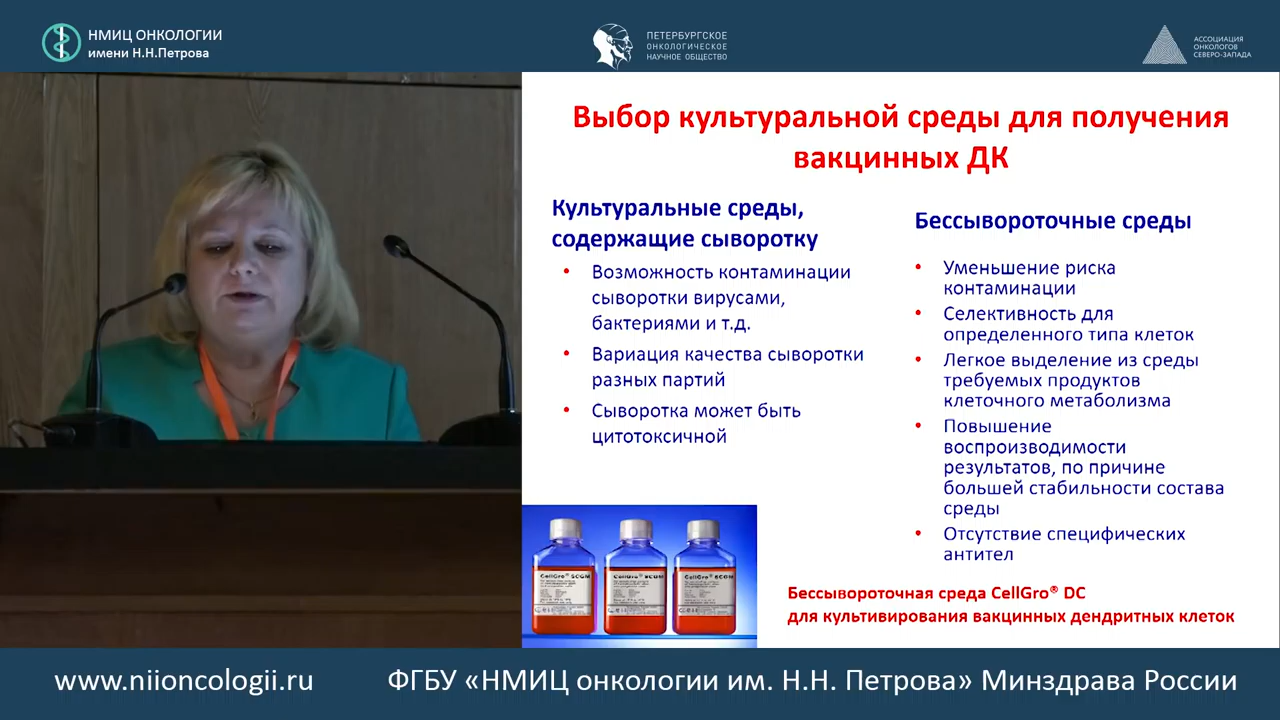 НМИЦ ОНКОЛОГИИ
имени Н.Н.Петрова
ПЕТЕРБУРГСКОЕ
ОНКОЛОГИЧЕСКОЕ
НАУЧНОЕ ОБЩЕСТВО
АССОЦИАЦИЯ
ОНКОЛОГОВ
СЕВЕРО-ЗАПАДА
Выбор культуральной среды для получения
вакцинных ДК
Культуральные среды,
содержащие сыворотку
• Возможность контаминации
сыворотки вирусами,
бактериями и т.д.
• Вариация качества сыворотки
разных партий
• Сыворотка может быть
цитотоксичной
Бессывороточные среды
• Уменьшение риска
контаминации
• Селективность для
определенного типа клеток
• Легкое выделение из среды
требуемых продуктов
клеточного метаболизма
• Повышение
воспроизводимости
результатов, по причине
большей стабильности состава
среды
• Отсутствие специфических
антител
CellGro® SCGM
CellGro® SCGM
CellGro® SCGM
Бессывороточная среда CellGro® DC
для культивирования вакцинных дендритных клеток
www.niioncologii.ru
ФГБУ «НМИЦ онкологии им. Н.Н. Петрова» Минздрава России